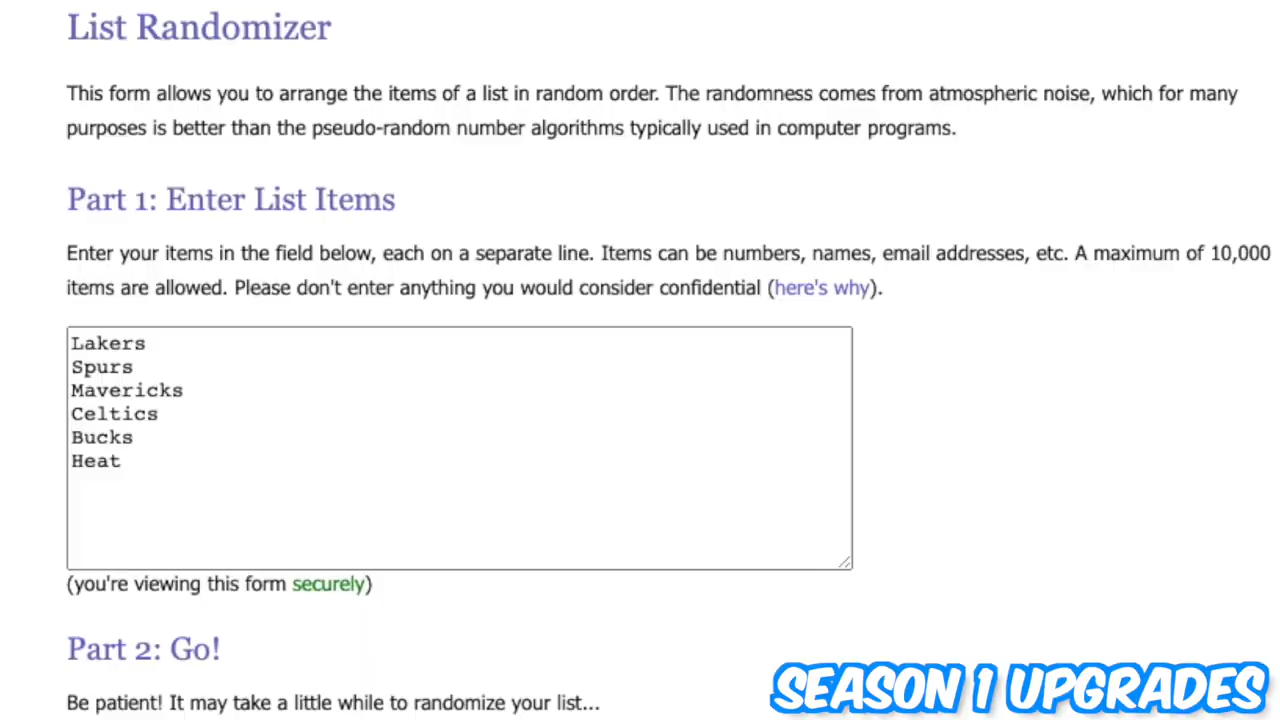 List Randomizer
This form allows you to arrange the items of a list in random order. The randomness comes from atmospheric noise, which for many
purposes is better than the pseudo-random number algorithms typically used in computer programs.
Part 1: Enter List Items
Enter your items in the field below, each on a separate line. Items can be numbers, names, email addresses, etc. A maximum of 10,000
items are allowed. Please don't enter anything you would consider confidential (here's why).
Lakers
Spurs
Mavericks
Celtics
Bucks
Heat
(you're viewing this form securely)
Part 2: Go!
Be patient! It may take a little while to randomize your list...
SEASON 1 UPGRADES